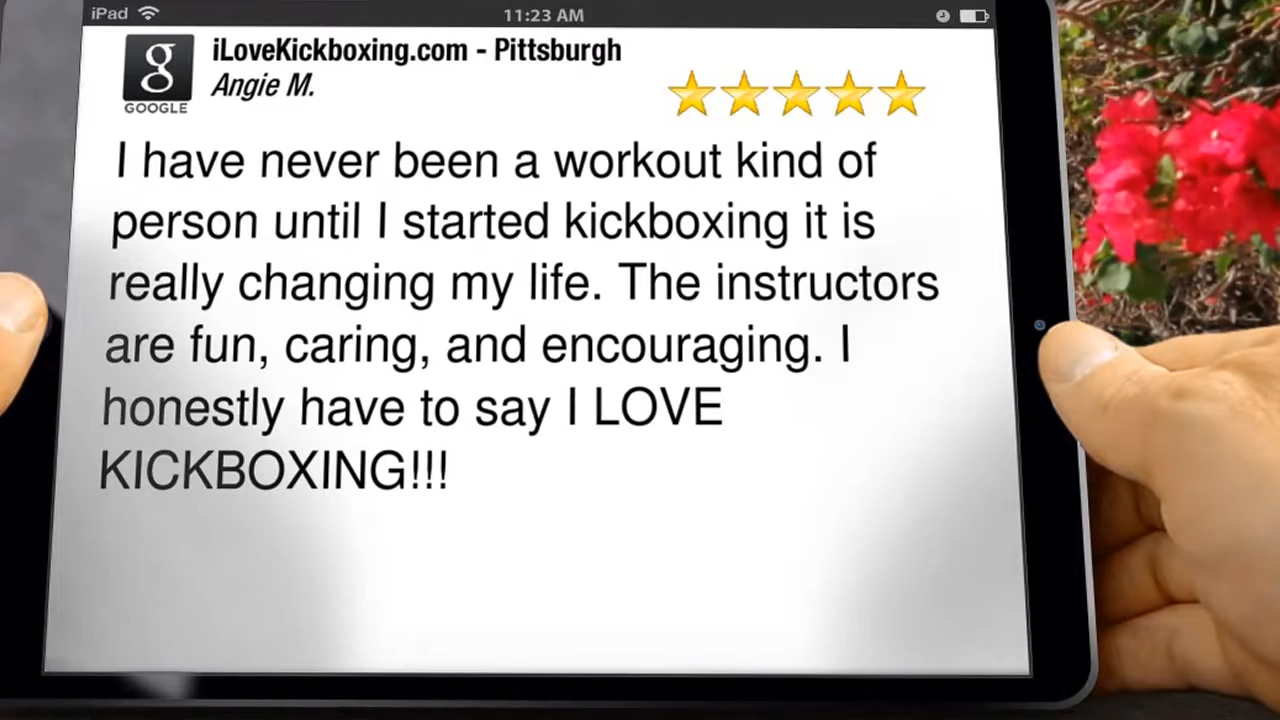 iPad 11:23 AM
g iLoveKickboxing.com - Pittsburgh
GOOGLE Angie M.
I have never been a workout kind of
person until I started kickboxing it is
really changing my life. The instructors
are fun, caring, and encouraging. I
honestly have to say I LOVE
KICKBOXING!!!